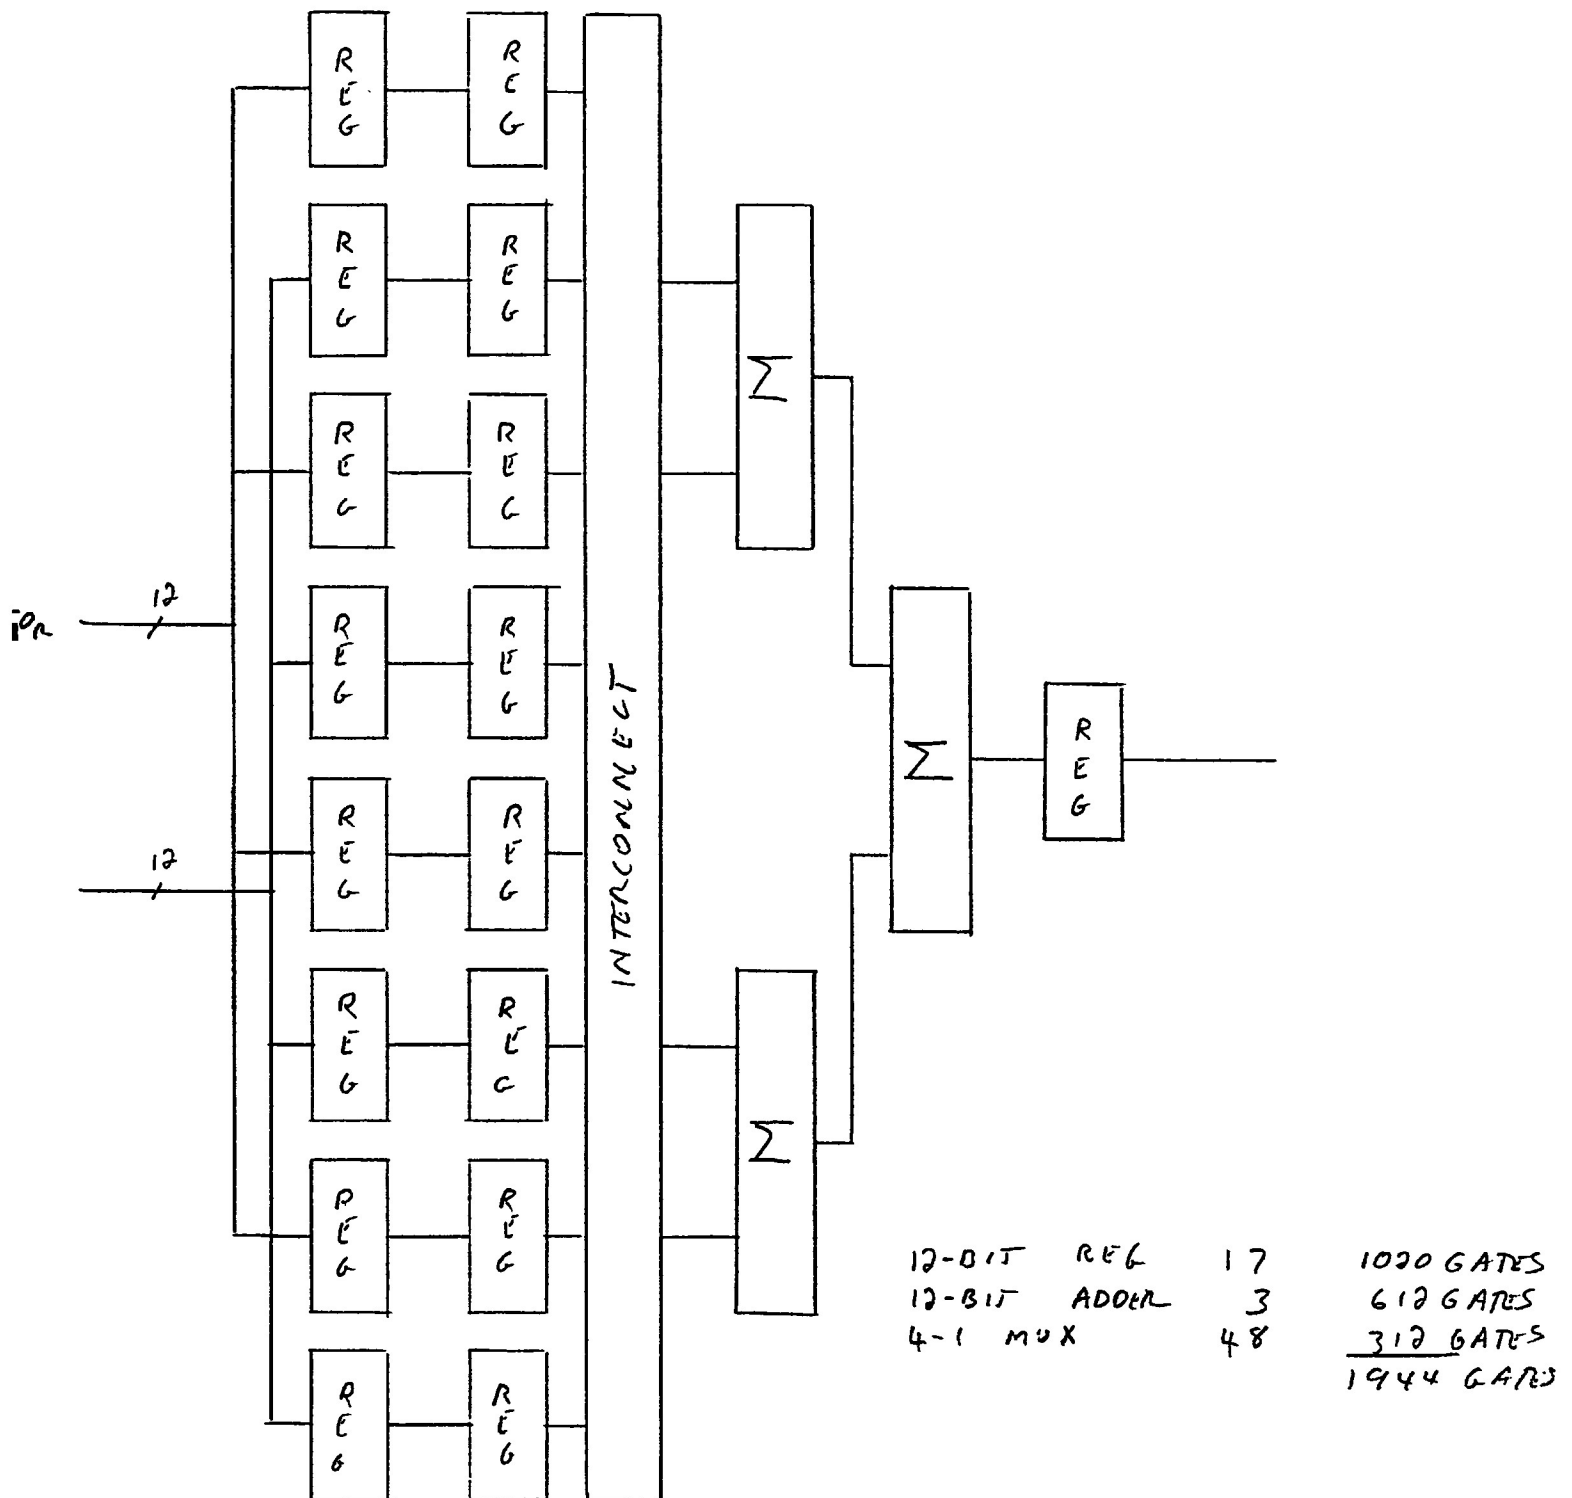 REG REG
REG REG
REG REG
REG REG
REG REG
REG REG
REG REG
REG REG
12
12
INTERCONNECT
Σ
Σ
Σ
REG
12-BIT REG 17 1020 GATES
12-BIT ADDER 3 612 GATES
4-1 MUX 48 312 GATES
1944 GATES